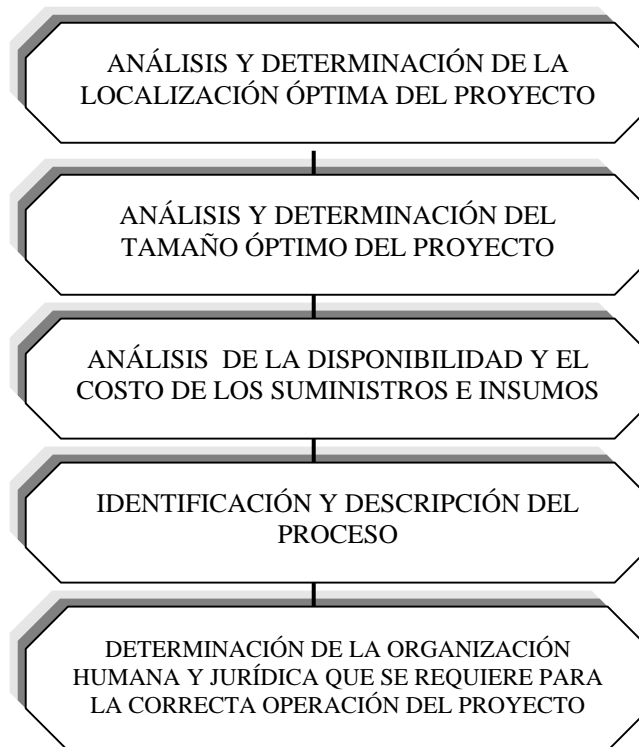 ANÁLISIS Y DETERMINACIÓN DE LA
LOCALIZACIÓN ÓPTIMA DEL PROYECTO
ANÁLISIS Y DETERMINACIÓN DEL
TAMAÑO ÓPTIMO DEL PROYECTO
ANÁLISIS DE LA DISPONIBILIDAD Y EL
COSTO DE LOS SUMINISTROS E INSUMOS
IDENTIFICACIÓN Y DESCRIPCIÓN DEL
PROCESO
DETERMINACIÓN DE LA ORGANIZACIÓN
HUMANA Y JURÍDICA QUE SE REQUIERE PARA
LA CORRECTA OPERACIÓN DEL PROYECTO